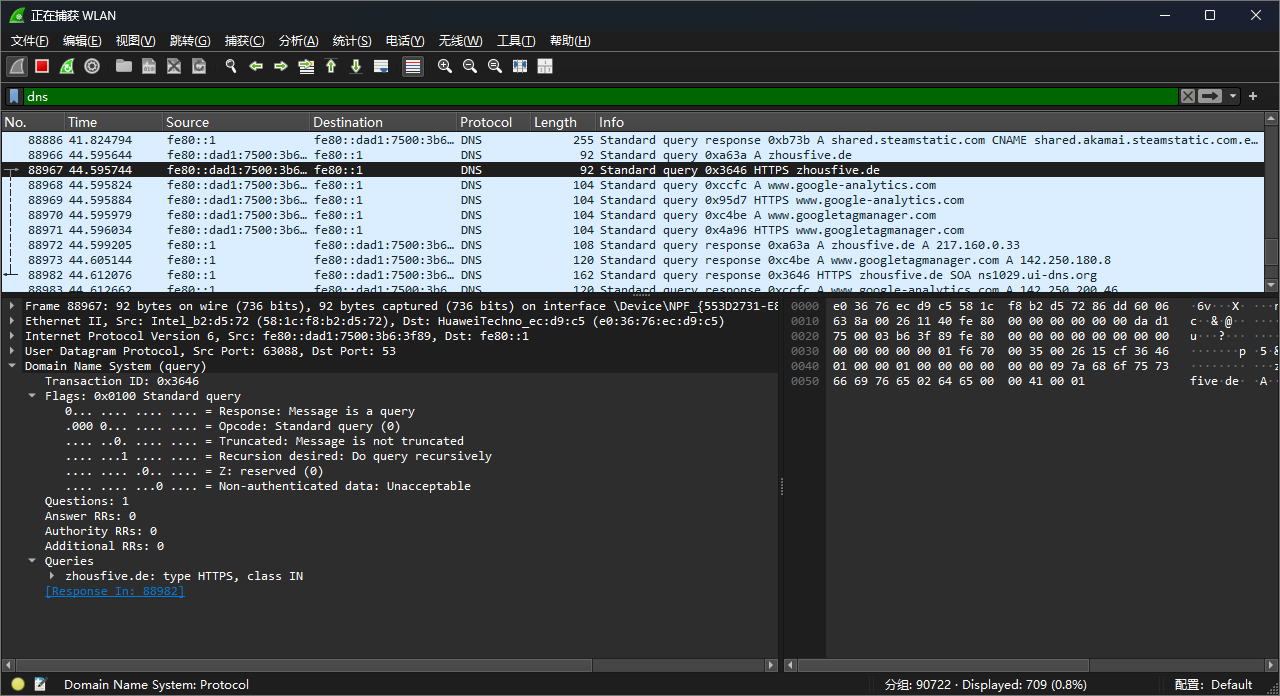 正在捕获 WLAN
文件(F) 编辑(E) 视图(V) 跳转(G) 捕获(C) 分析(A) 统计(S) 电话(Y) 无线(W) 工具(T) 帮助(H)
dns
No. Time Source Destination Protocol Length Info
88886 41.824794 fe80::1 fe80::dad1:7500:3b6… DNS 255 Standard query response 0xb73b A shared.steamstatic.com CNAME shared.akamai.steamstatic.com.e…
88966 44.595644 fe80::dad1:7500:3b6… fe80::1 DNS 92 Standard query 0xa63a A zhousfive.de
88967 44.595744 fe80::dad1:7500:3b6… fe80::1 DNS 92 Standard query 0x3646 HTTPS zhousfive.de
88968 44.595824 fe80::dad1:7500:3b6… fe80::1 DNS 104 Standard query 0xccfc A www.google-analytics.com
88969 44.595884 fe80::dad1:7500:3b6… fe80::1 DNS 104 Standard query 0x95d7 HTTPS www.google-analytics.com
88970 44.595979 fe80::dad1:7500:3b6… fe80::1 DNS 104 Standard query 0xc4be A www.googletagmanager.com
88971 44.596034 fe80::dad1:7500:3b6… fe80::1 DNS 104 Standard query 0x4a96 HTTPS www.googletagmanager.com
88972 44.599205 fe80::1 fe80::dad1:7500:3b6… DNS 108 Standard query response 0xa63a A zhousfive.de A 217.160.0.33
88973 44.605144 fe80::1 fe80::dad1:7500:3b6… DNS 120 Standard query response 0xc4be A www.googletagmanager.com A 142.250.180.8
88982 44.612076 fe80::1 fe80::dad1:7500:3b6… DNS 162 Standard query response 0x3646 HTTPS zhousfive.de SOA ns1029.ui-dns.org
88983 44.612662 fe80::1 fe80::dad1:7500:3b6… DNS 120 Standard query response 0xccfc A www.google-analytics.com A 142.250.200.46
Frame 88967: 92 bytes on wire (736 bits), 92 bytes captured (736 bits) on interface \Device\NPF_{553D2731-E8
Ethernet II, Src: Intel_b2:d5:72 (58:1c:f8:b2:d5:72), Dst: HuaweiTechno_ec:d9:c5 (e0:36:76:ec:d9:c5)
Internet Protocol Version 6, Src: fe80::dad1:7500:3b6:3f89, Dst: fe80::1
User Datagram Protocol, Src Port: 63088, Dst Port: 53
Domain Name System (query)
Transaction ID: 0x3646
Flags: 0x0100 Standard query
0... .... .... .... = Response: Message is a query
.000 0... .... .... = Opcode: Standard query (0)
.... ..0. .... .... = Truncated: Message is not truncated
.... ...1 .... .... = Recursion desired: Do query recursively
.... .... .0.. .... = Z: reserved (0)
.... .... ...0 .... = Non-authenticated data: Unacceptable
Questions: 1
Answer RRs: 0
Authority RRs: 0
Additional RRs: 0
Queries
zhousfive.de: type HTTPS, class IN
[Response In: 88982]
0000 e0 36 76 ec d9 c5 58 1c f8 b2 d5 72 86 dd 60 06 ·6v···X· ···r
0010 63 8a 00 26 11 40 fe 80 00 00 00 00 00 00 da d1 c··&·@·· ····
0020 75 00 03 b6 3f 89 fe 80 00 00 00 00 00 00 00 00 u···?··· ····
0030 00 00 00 00 00 01 f6 70 00 35 00 26 15 cf 36 46 ·······p ·5·&
0040 01 00 00 01 00 00 00 00 00 00 09 7a 68 6f 75 73 ········ ···z
0050 66 69 76 65 02 64 65 00 00 41 00 01 five·de· ·A··
Domain Name System: Protocol
分组: 90722 · Displayed: 709 (0.8%)
配置: Default